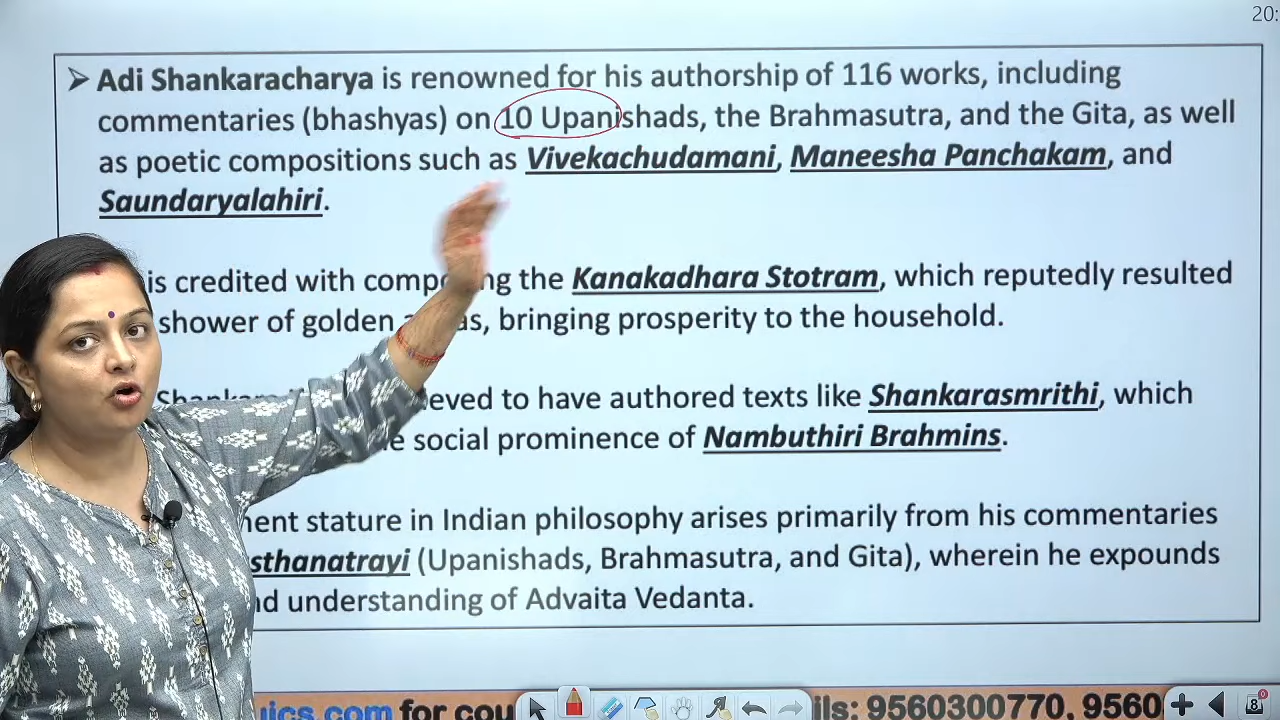 20:
➢ Adi Shankaracharya is renowned for his authorship of 116 works, including
commentaries (bhashyas) on 10 Upanishads, the Brahmasutra, and the Gita, as well
as poetic compositions such as Vivekachudamani, Maneesha Panchakam, and
Saundaryalahiri.
is credited with comp ng the Kanakadhara Stotram, which reputedly resulted
shower of golden as, bringing prosperity to the household.
eved to have authored texts like Shankarasmrithi, which
e social prominence of Nambuthiri Brahmins.
nent stature in Indian philosophy arises primarily from his commentaries
sthanatrayi (Upanishads, Brahmasutra, and Gita), wherein he expounds
nd understanding of Advaita Vedanta.
ics.com for cou ils: 9560300770, 9560
8